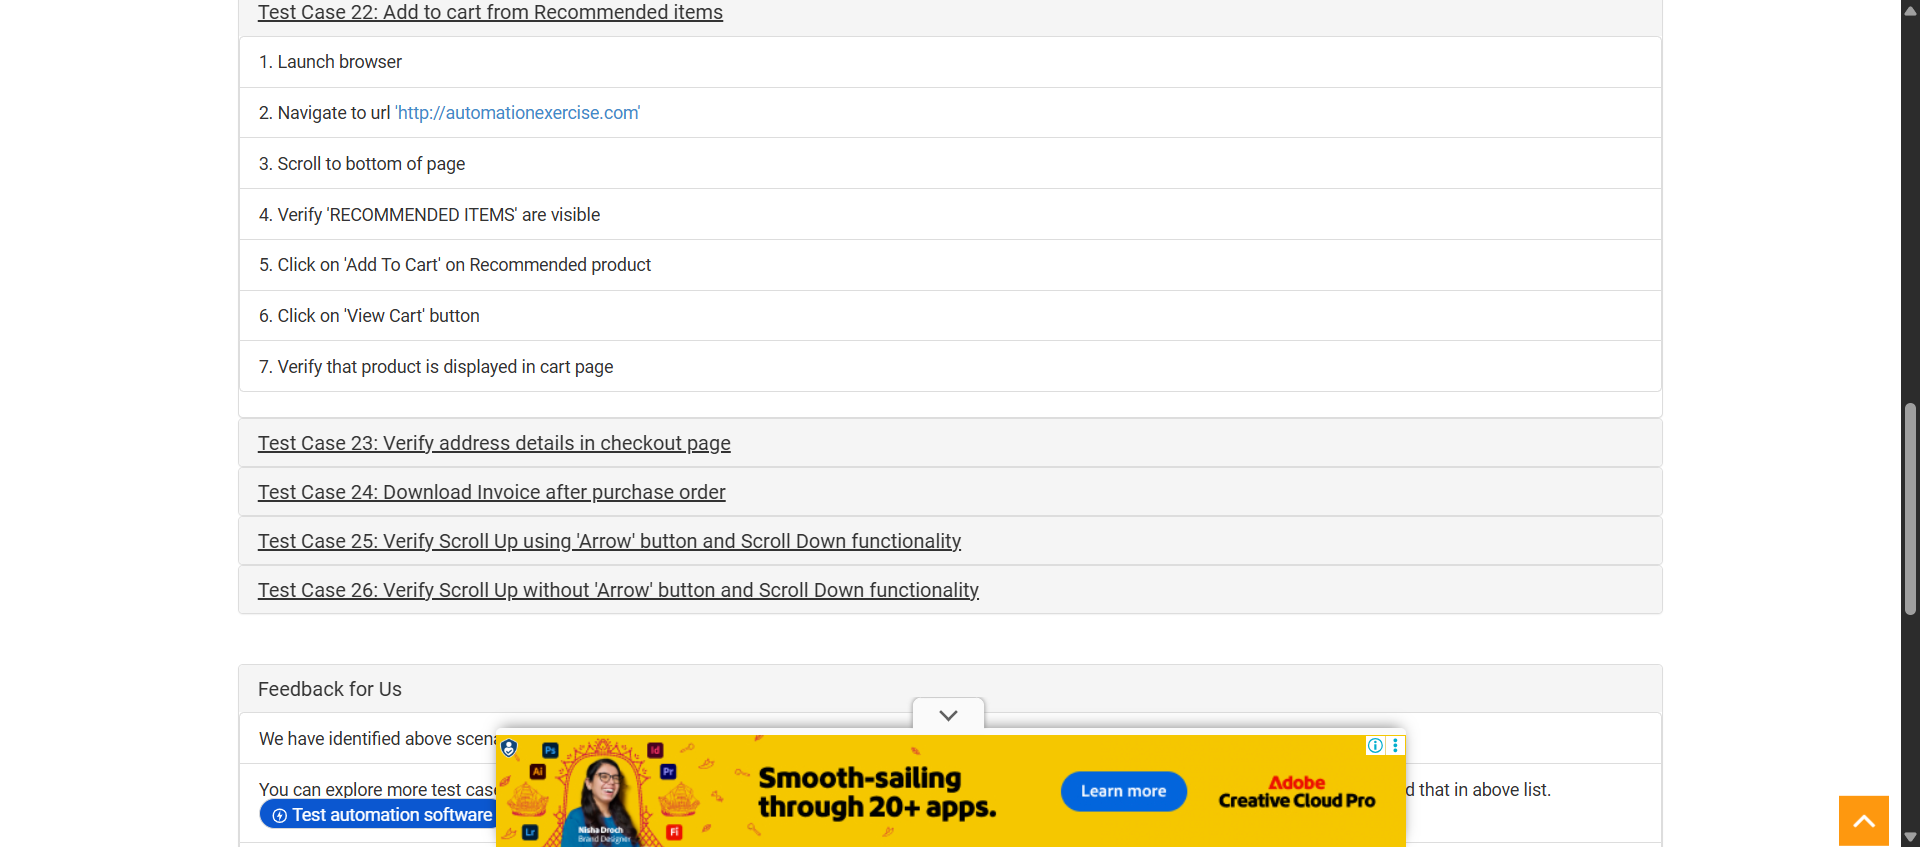 Test Case 22: Add to cart from Recommended items
1. Launch browser
2. Navigate to url 'http://automationexercise.com'
3. Scroll to bottom of page
4. Verify 'RECOMMENDED ITEMS' are visible
5. Click on 'Add To Cart' on Recommended product
6. Click on 'View Cart' button
7. Verify that product is displayed in cart page
Test Case 23: Verify address details in checkout page
Test Case 24: Download Invoice after purchase order
Test Case 25: Verify Scroll Up using 'Arrow' button and Scroll Down functionality
Test Case 26: Verify Scroll Up without 'Arrow' button and Scroll Down functionality
Feedback for Us
We have identified above
You can explore more test
that in above list.
Test automation software
Ps
Id
Ai
Pr
Lr
Fl
Nisha Droch
Brand Designer
Smooth-sailing
through 20+ apps.
Learn more
Adobe
Creative Cloud Pro